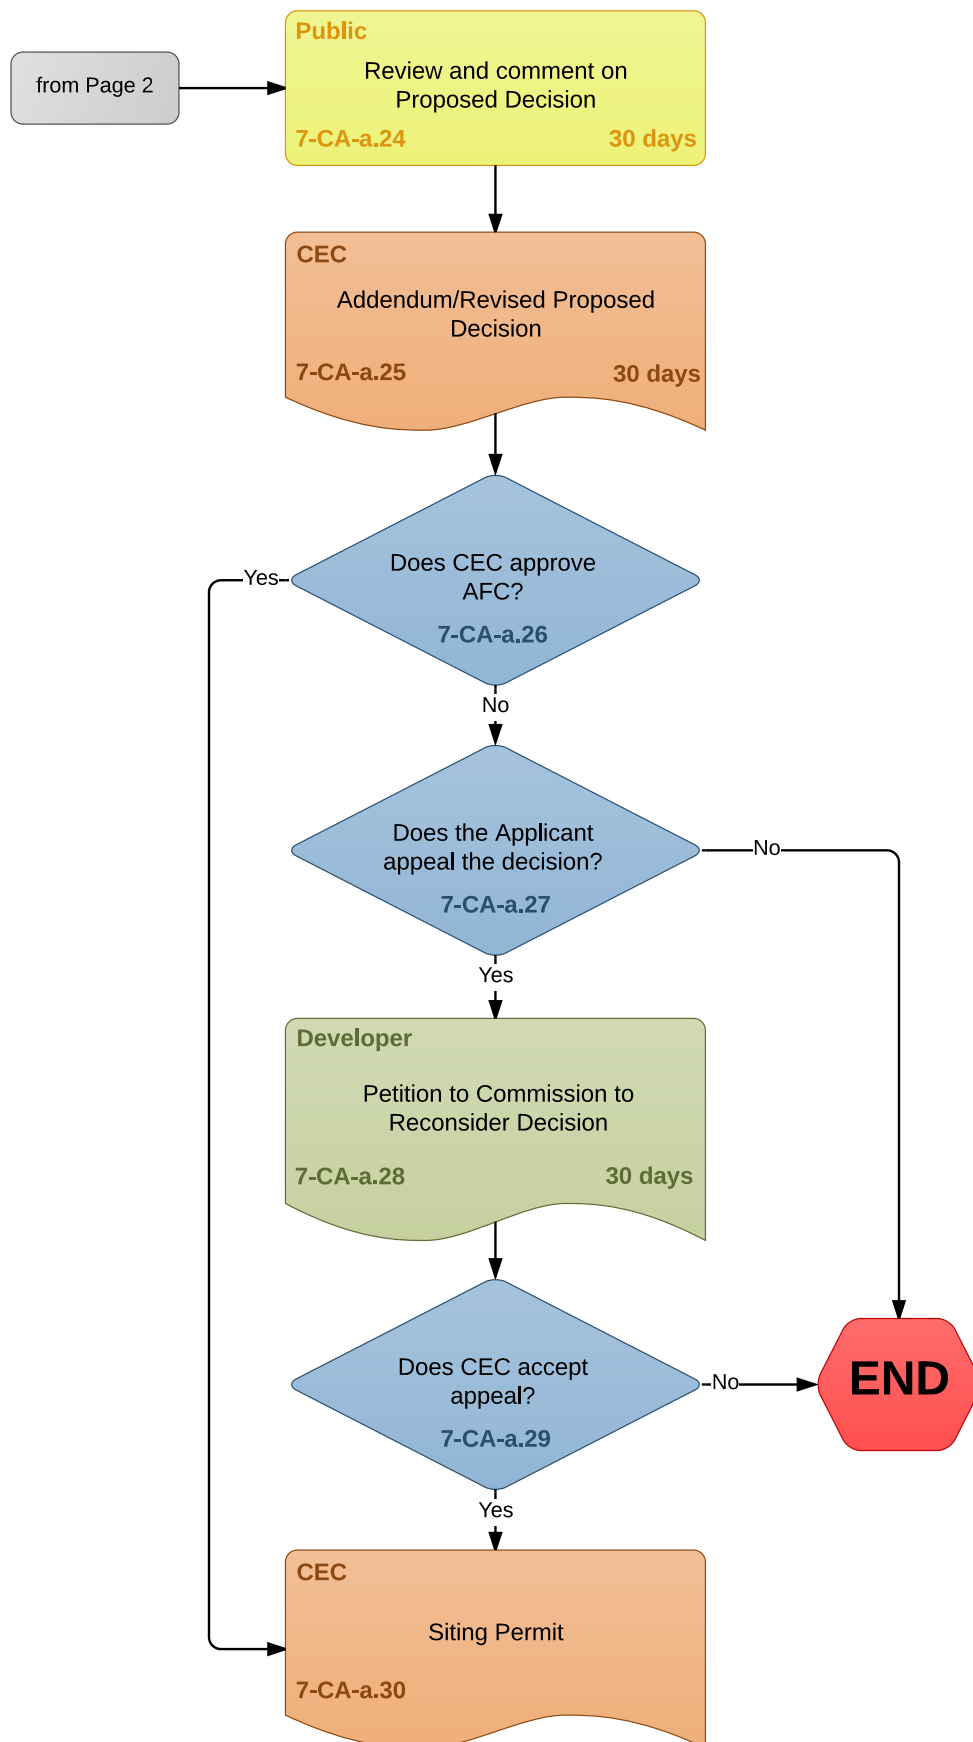 from Page 2
Public
Review and comment on
Proposed Decision
7-CA-a.24
30 days
CEC
Addendum/Revised Proposed
Decision
7-CA-a.25
30 days
Does CEC approve
AFC?
7-CA-a.26
Yes
No
Does the Applicant
appeal the decision?
7-CA-a.27
No
Yes
Developer
Petition to Commission to
Reconsider Decision
7-CA-a.28
30 days
Does CEC accept
appeal?
7-CA-a.29
No
END
Yes
CEC
Siting Permit
7-CA-a.30